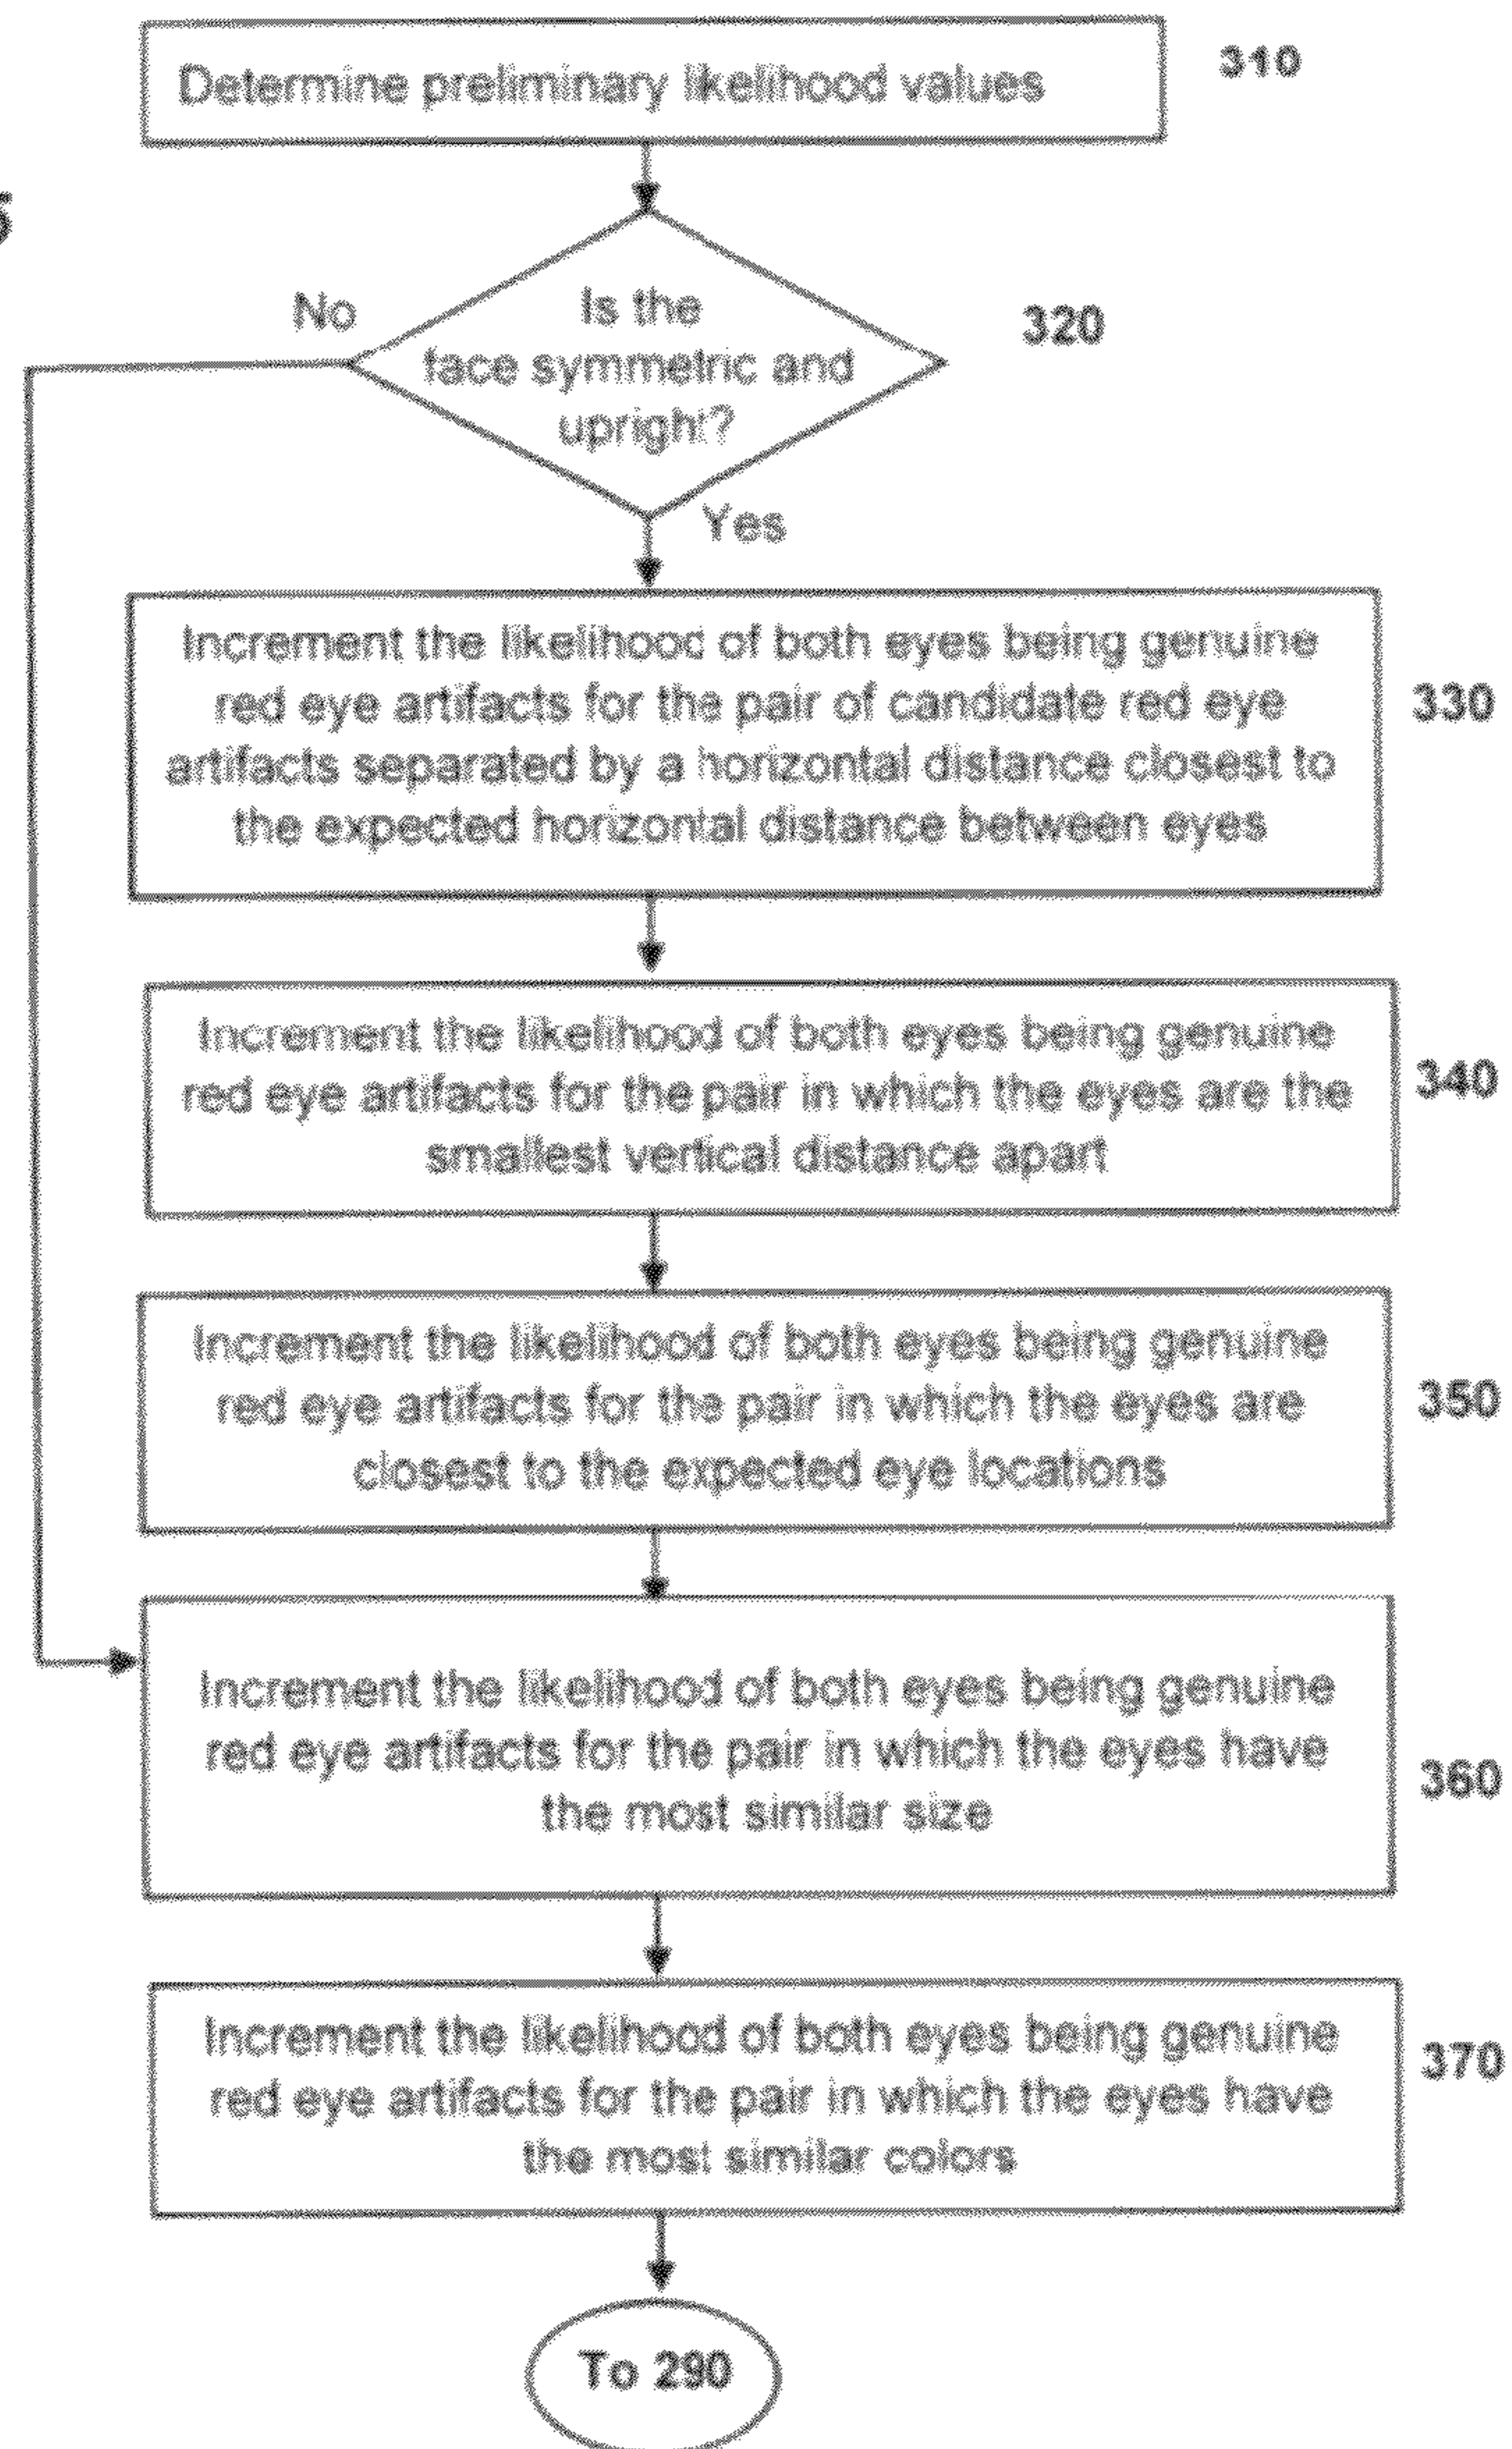 Determine preliminary likelihood values
310
5
No
Is the
face symmetric and
upright?
320
Yes
Increment the likelihood of both eyes being genuine
red eye artifacts for the pair of candidate red eye
artifacts separated by a horizontal distance closest to
the expected horizontal distance between eyes
330
Increment the likelihood of both eyes being genuine
red eye artifacts for the pair in which the eyes are the
smallest vertical distance apart
340
Increment the likelihood of both eyes being genuine
red eye artifacts for the pair in which the eyes are
closest to the expected eye locations
350
Increment the likelihood of both eyes being genuine
red eye artifacts for the pair in which the eyes have
the most similar size
360
Increment the likelihood of both eyes being genuine
red eye artifacts for the pair in which the eyes have
the most similar colors
370
To 290